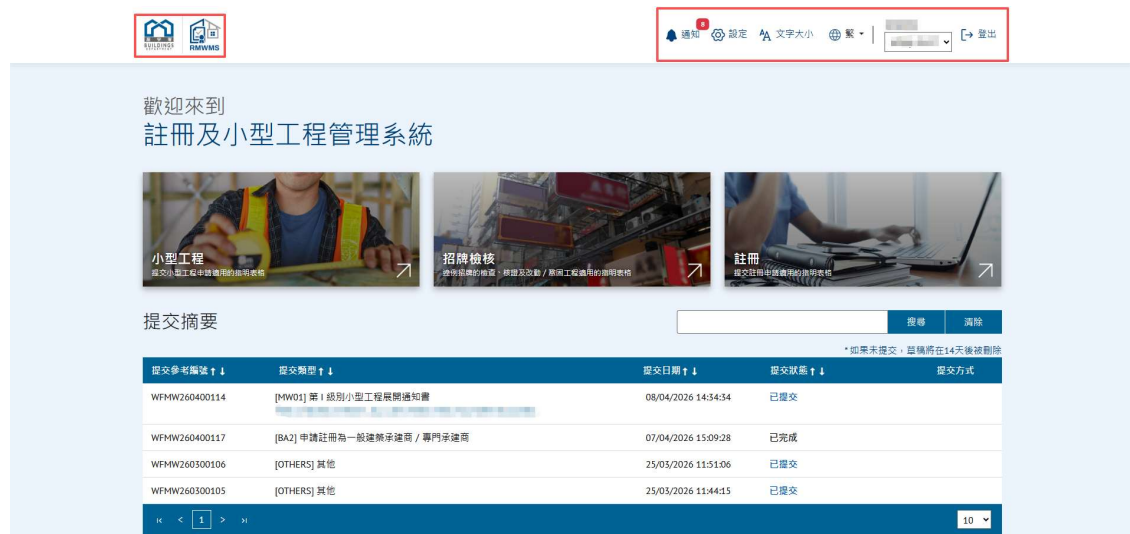 BUILDINGS
DEPARTMENT
RMWMS
通知 8 設定 A 文字大小 繁 登出
歡迎來到
註冊及小型工程管理系統
小型工程
提交小型工程申請適用的指明表格
招牌檢核
違例招牌的檢查、核證及改動 / 鞏固工程適用的指明表格
註冊
提交註冊申請適用的指明表格
提交摘要
搜尋 清除
*如果未提交，草稿將在14天後被刪除
提交參考編號↑↓ 提交類型↑↓ 提交日期↑↓ 提交狀態↑↓ 提交方式
WFMW260400114 [MW01] 第 I 級別小型工程展開通知書 08/04/2026 14:34:34 已提交
WFMW260400117 [BA2] 申請註冊為一般建築承建商 / 專門承建商 07/04/2026 15:09:28 已完成
WFMW260300106 [OTHERS] 其他 25/03/2026 11:51:06 已提交
WFMW260300105 [OTHERS] 其他 25/03/2026 11:44:15 已提交
< 1 > 10